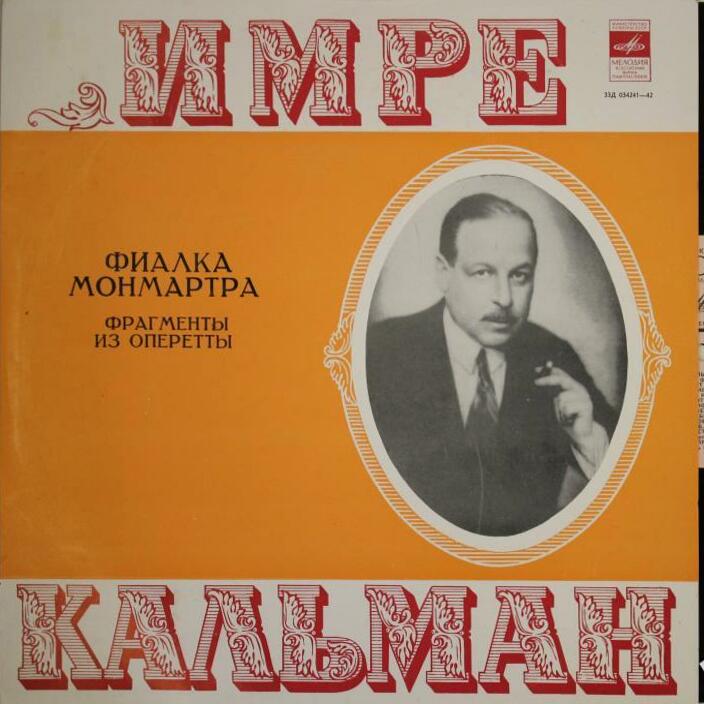 ИМРЕ
МЕЛОДИЯ
33Д 034241—42
ФИАЛКА
МОНМАРТРА
ФРАГМЕНТЫ
ИЗ ОПЕРЕТТЫ
КАЛЬМАН